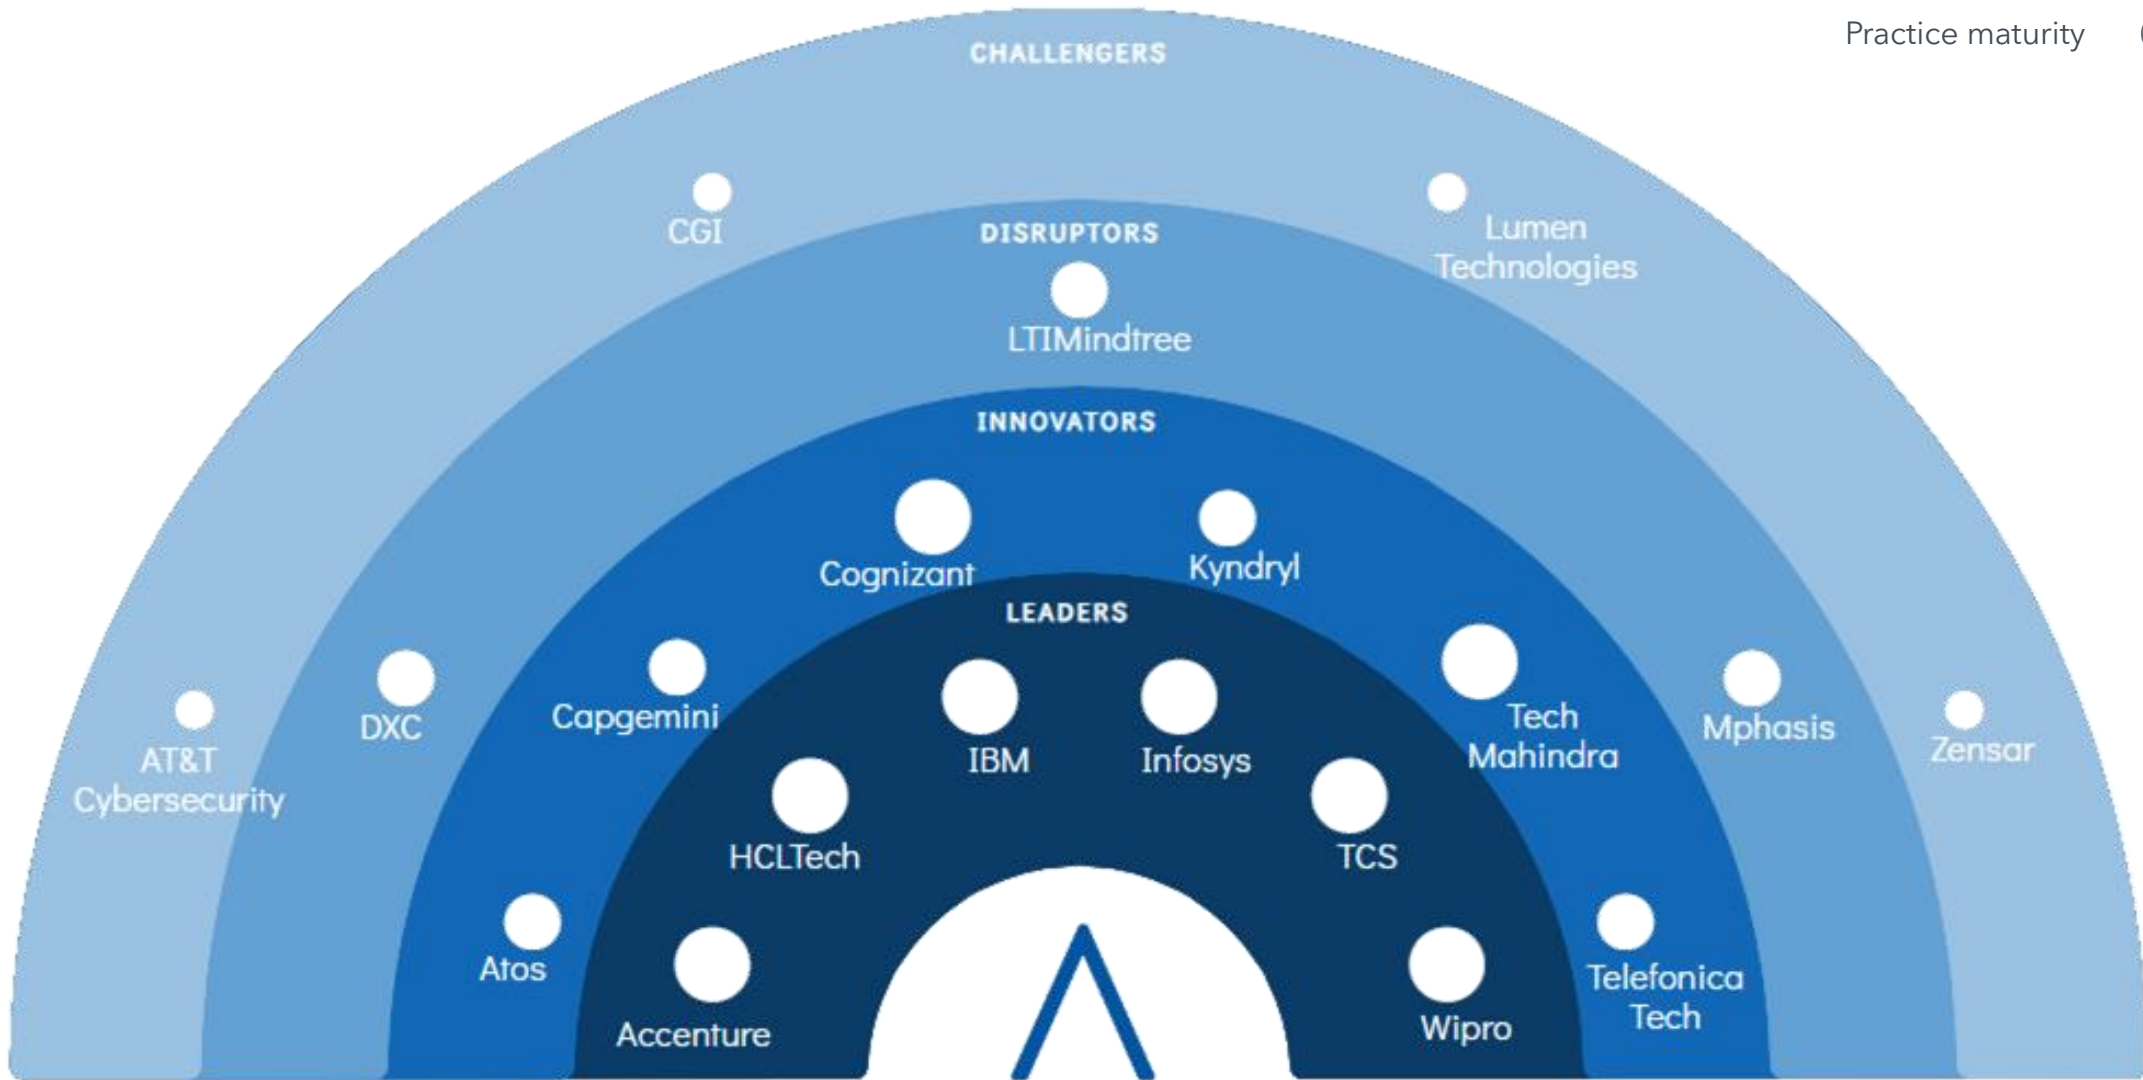 Practice maturity
CHALLENGERS
CGI
Lumen
Technologies
DISRUPTORS
LTIMindtree
INNOVATORS
Cognizant
Kyndryl
LEADERS
AT&T
Cybersecurity
DXC
Capgemini
IBM
Infosys
Tech
Mahindra
Mphasis
Zensar
HCLTech
TCS
Atos
Accenture
Wipro
Telefonica
Tech